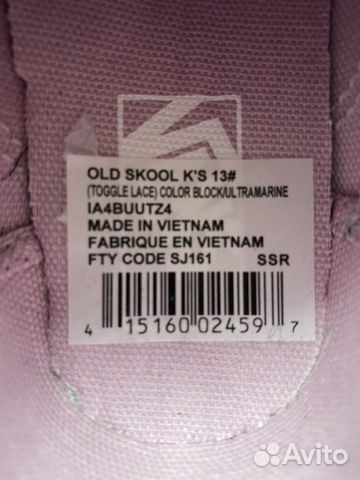 OLD SKOOL K'S 13#
(TOGGLE LACE) COLOR BLOCK/ULTRAMARINE
IA4BUUTZ4
MADE IN VIETNAM
FABRIQUE EN VIETNAM
FTY CODE SJ161 SSR
4 15160 02459 7
Avito